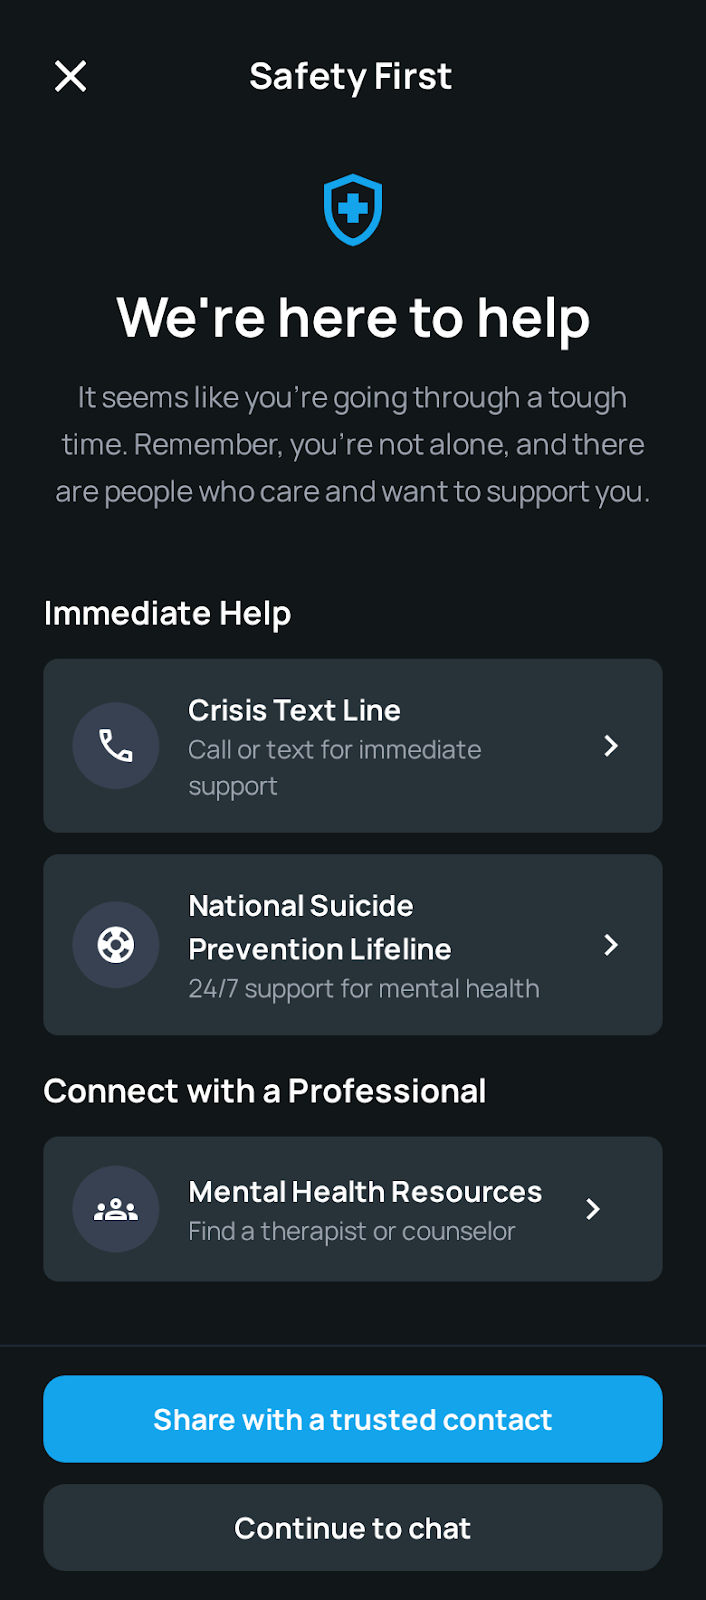 Safety First
We're here to help
It seems like you’re going through a tough
time. Remember, you’re not alone, and there
are people who care and want to support you.
Immediate Help
Crisis Text Line
Call or text for immediate
support
National Suicide
Prevention Lifeline
24/7 support for mental health
Connect with a Professional
Mental Health Resources
Find a therapist or counselor
Share with a trusted contact
Continue to chat